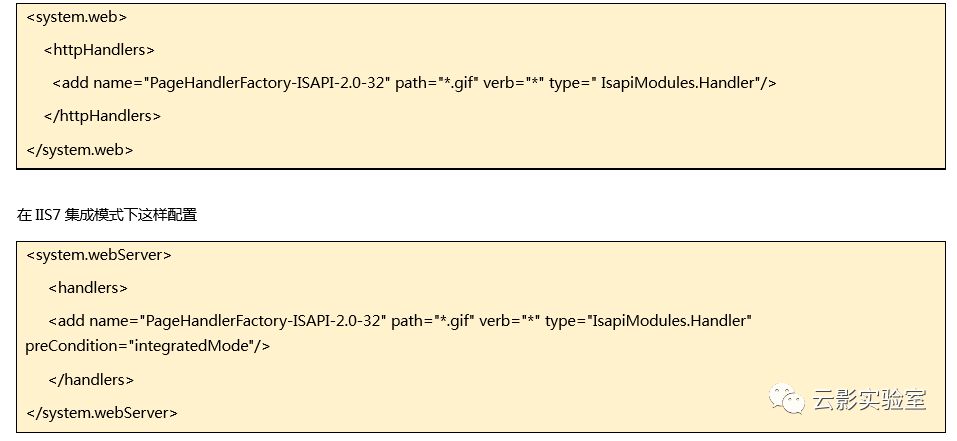 <system.web>
<httpHandlers>
<add name="PageHandlerFactory-ISAPI-2.0-32" path="*.gif" verb="*" type=" IsapiModules.Handler"/>
</httpHandlers>
</system.web>
在 IIS7 集成模式下这样配置
<system.webServer>
<handlers>
<add name="PageHandlerFactory-ISAPI-2.0-32" path="*.gif" verb="*" type="IsapiModules.Handler"
preCondition="integratedMode"/>
</handlers>
</system.webServer>
云影实验室